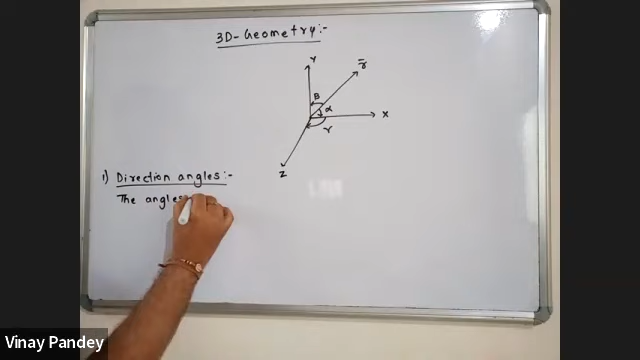 3D-Geometry:-
Y
r̄
B
α
X
γ
Z
1) Direction angles:-
The angles
Vinay Pandey